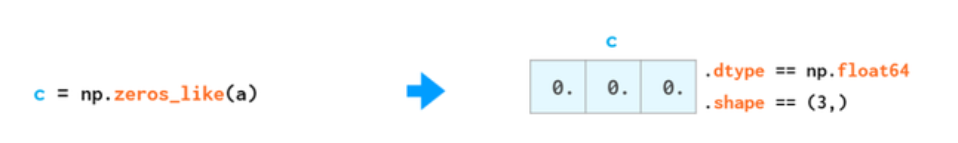 c
c = np.zeros_like(a)
0. 0. 0.
.dtype == np.float64
.shape == (3,)